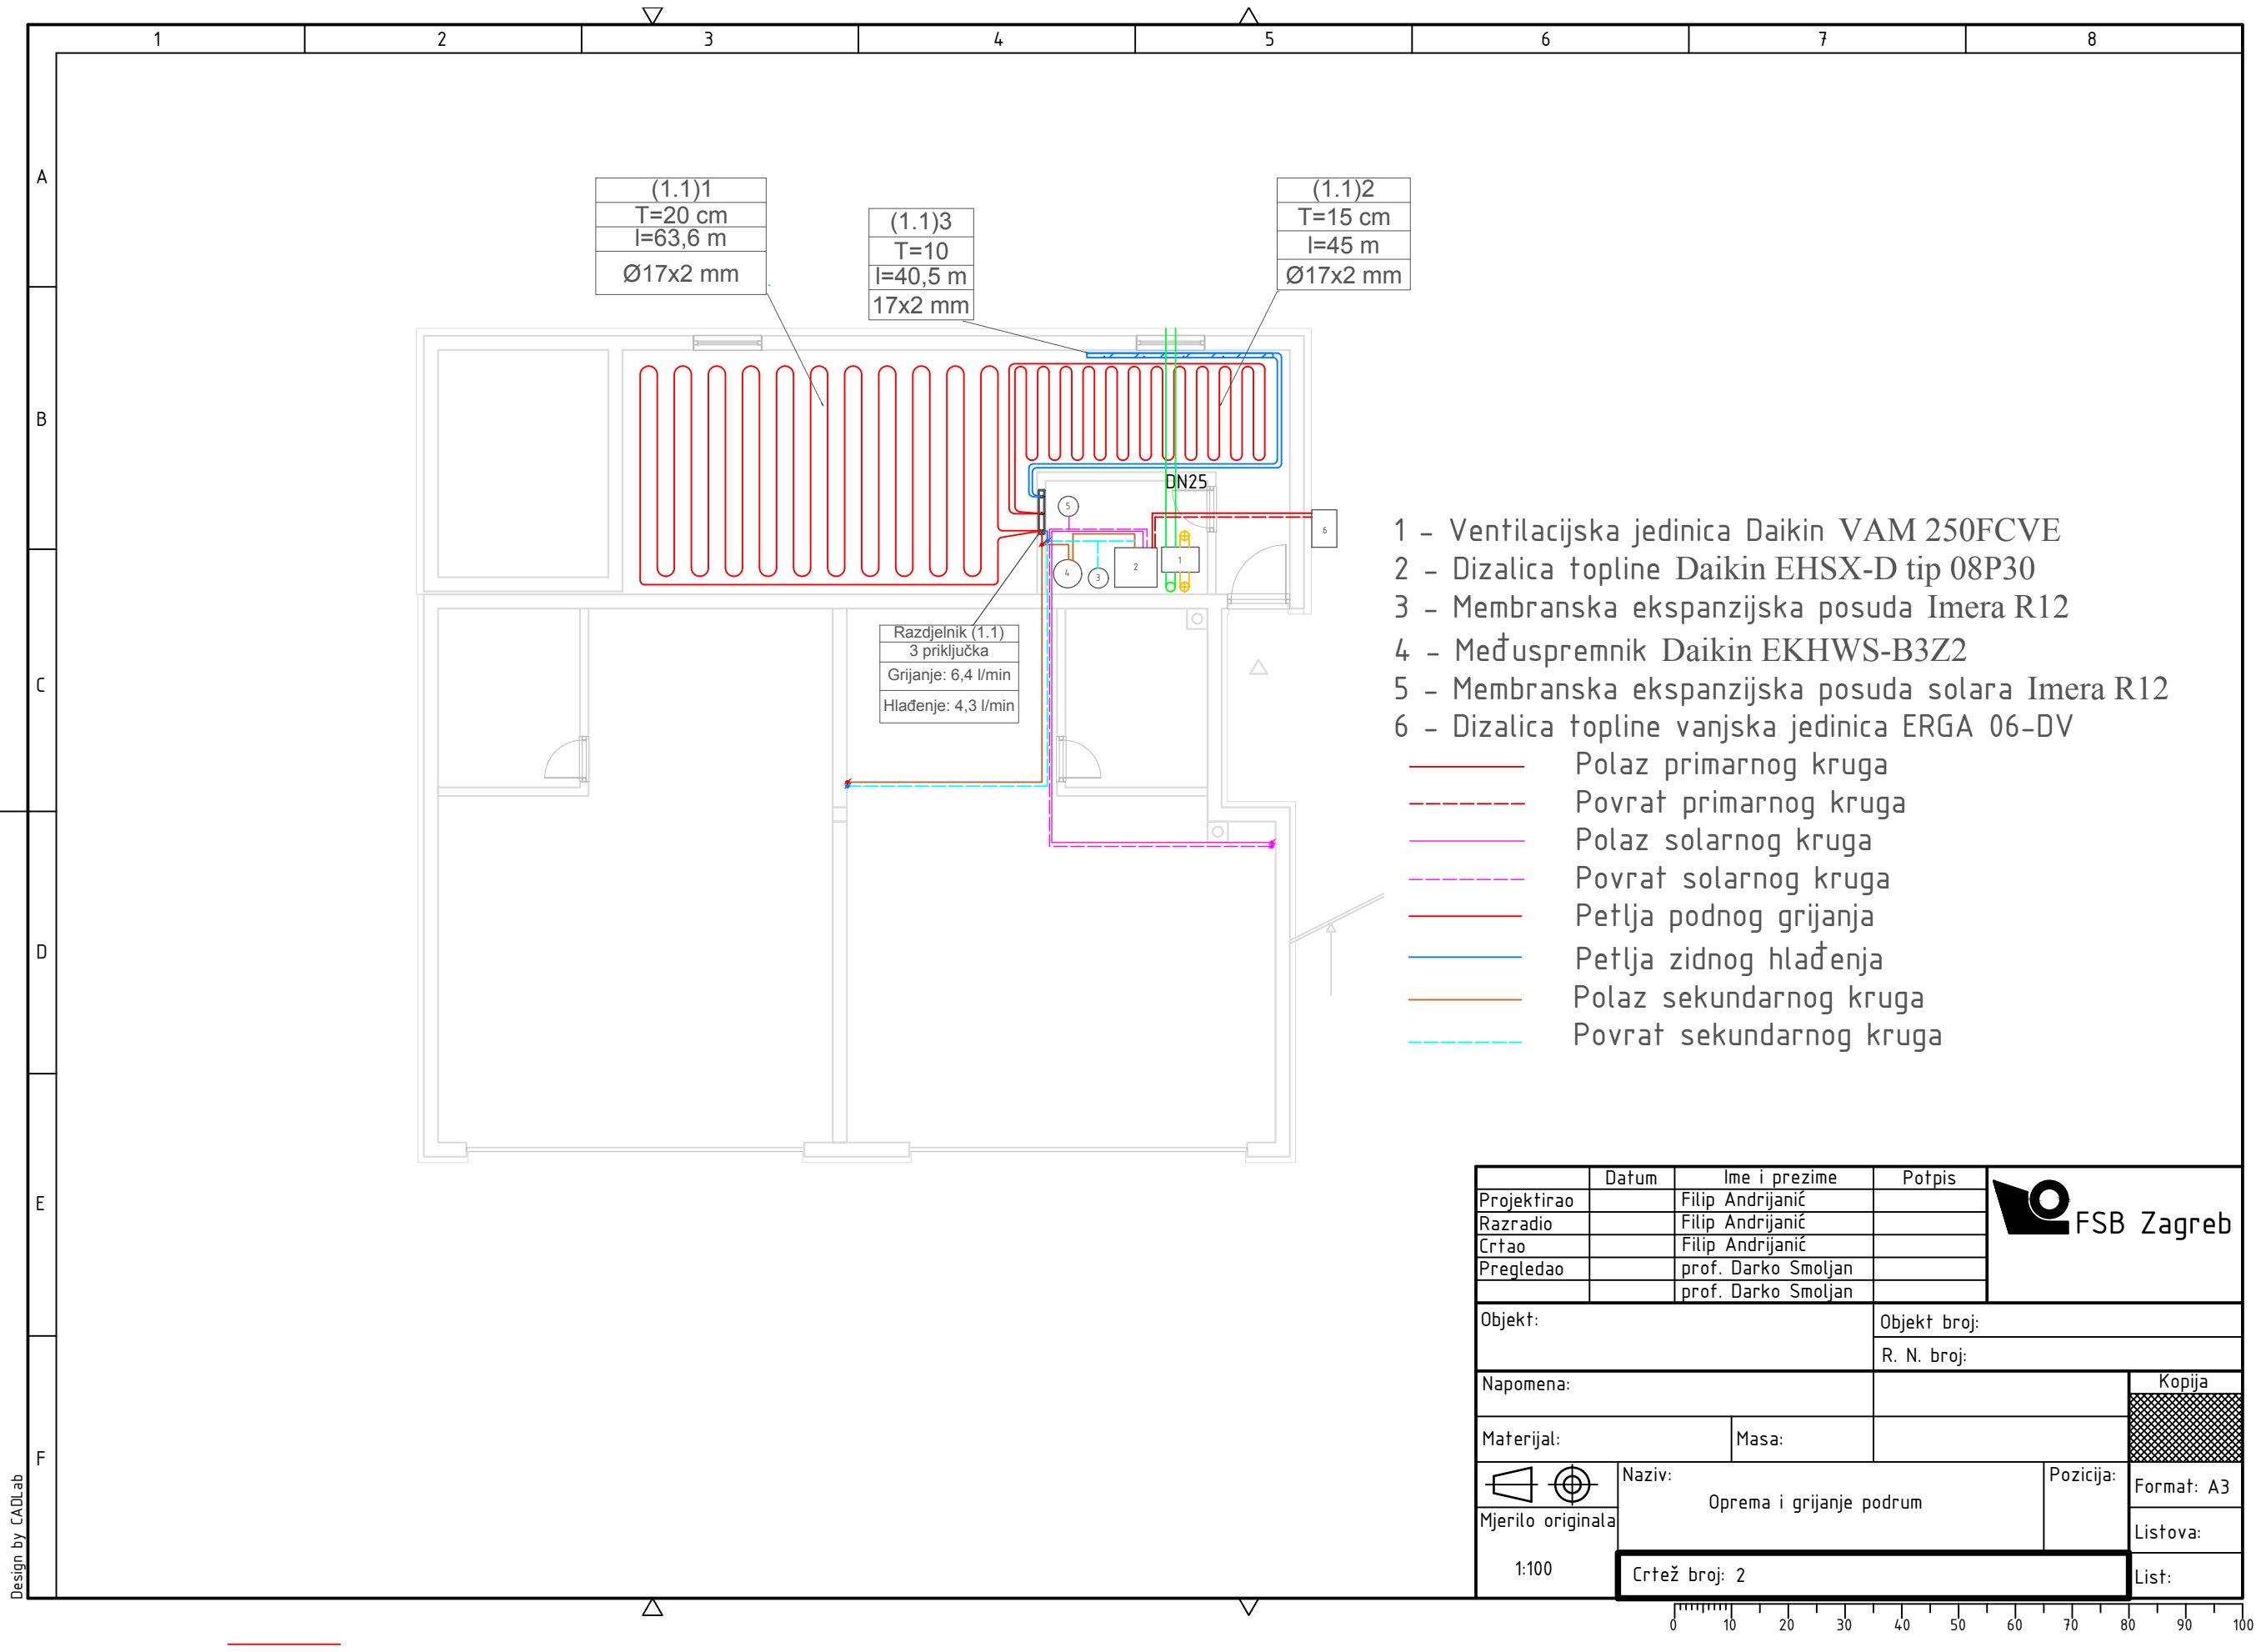 1 2 3 4 5 6 7 8
A
B
C
D
E
F
(1.1)1
T=20 cm
l=63,6 m
Ø17x2 mm
(1.1)3
T=10
l=40,5 m
17x2 mm
(1.1)2
T=15 cm
l=45 m
Ø17x2 mm
DN25
5
6
4
3
2
1
Razdjelnik (1.1)
3 priključka
Grijanje: 6,4 l/min
Hlađenje: 4,3 l/min
1 - Ventilacijska jedinica Daikin VAM 250FCVE
2 - Dizalica topline Daikin EHSX-D tip 08P30
3 - Membranska ekspanzijska posuda Imera R12
4 - Međuspremnik Daikin EKHWS-B3Z2
5 - Membranska ekspanzijska posuda solara Imera R12
6 - Dizalica topline vanjska jedinica ERGA 06-DV
Polaz primarnog kruga
Povrat primarnog kruga
Polaz solarnog kruga
Povrat solarnog kruga
Petlja podnog grijanja
Petlja zidnog hlađenja
Polaz sekundarnog kruga
Povrat sekundarnog kruga
Datum Ime i prezime Potpis
Projektirao Filip Andrijanić
Razradio Filip Andrijanić
Crtao Filip Andrijanić
Pregledao prof. Darko Smoljan
prof. Darko Smoljan
FSB Zagreb
Objekt:
Objekt broj:
R. N. broj:
Napomena:
Kopija
Materijal:
Masa:
Naziv:
Oprema i grijanje podrum
Pozicija:
Format: A3
Mjerilo originala
1:100
Listova:
Crtež broj: 2
List:
Design by CADLab
0 10 20 30 40 50 60 70 80 90 100